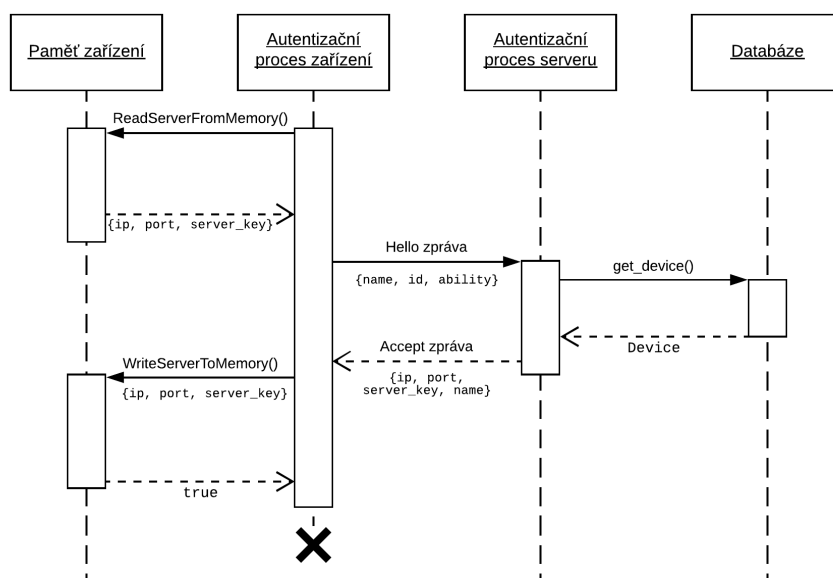 Paměť zařízení
Autentizační
proces zařízení
Autentizační
proces serveru
Databáze
ReadServerFromMemory()
{ip, port, server_key}
Hello zpráva
{name, id, ability}
get_device()
Device
Accept zpráva
{ip, port,
server_key, name}
WriteServerToMemory()
{ip, port, server_key}
true